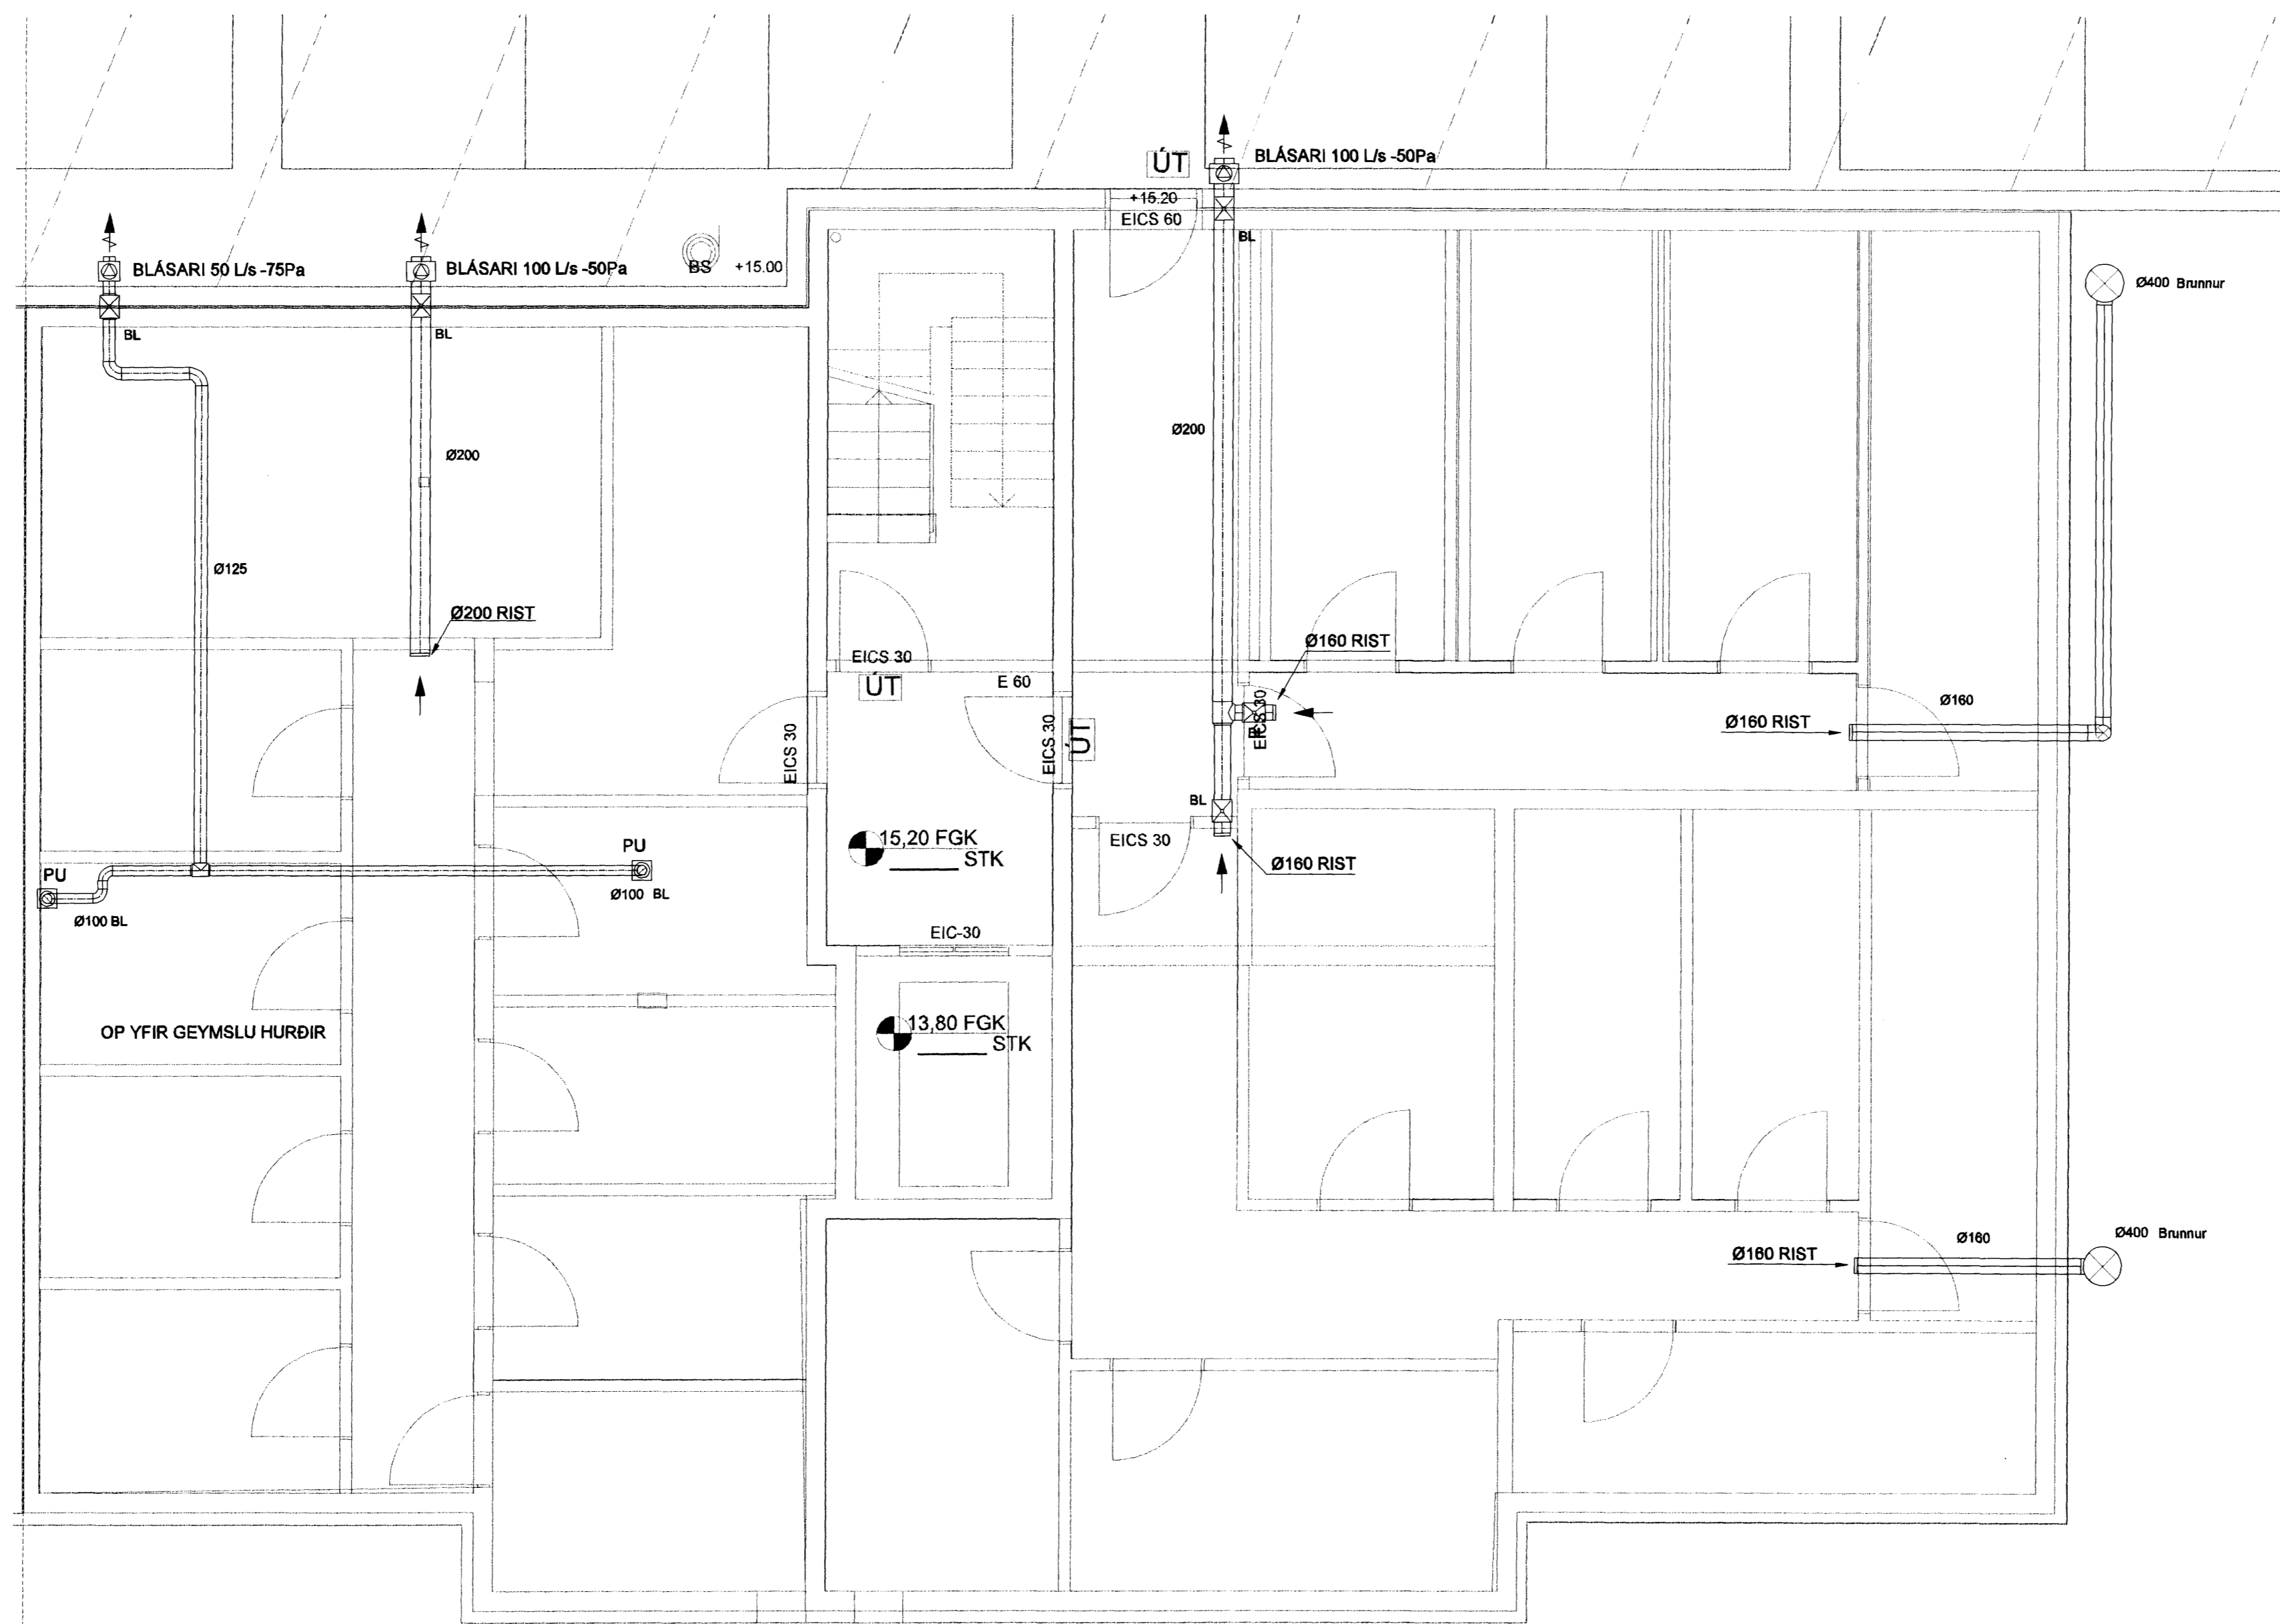 ÚT
BLÁSARI 100 L/s -50Pa
+15.20
EICS 60
BL
BLÁSARI 50 L/s -75Pa
BLÁSARI 100 L/s -50Pa
BS
+15.00
BL
BL
Ø400 Brunnur
Ø200
Ø200
Ø125
Ø200 RIST
EICS 30
ÚT
E 60
Ø160 RIST
EICS 30
EICS 30
ÚT
EICS 30
BL
Ø160 RIST
Ø160
BL
EICS 30
Ø160 RIST
15,20 FGK
STK
PU
PU
Ø100 BL
Ø100 BL
EIC-30
OP YFIR GEYMSLU HURÐIR
13,80 FGK
STK
Ø160 RIST
Ø160
Ø400 Brunnur